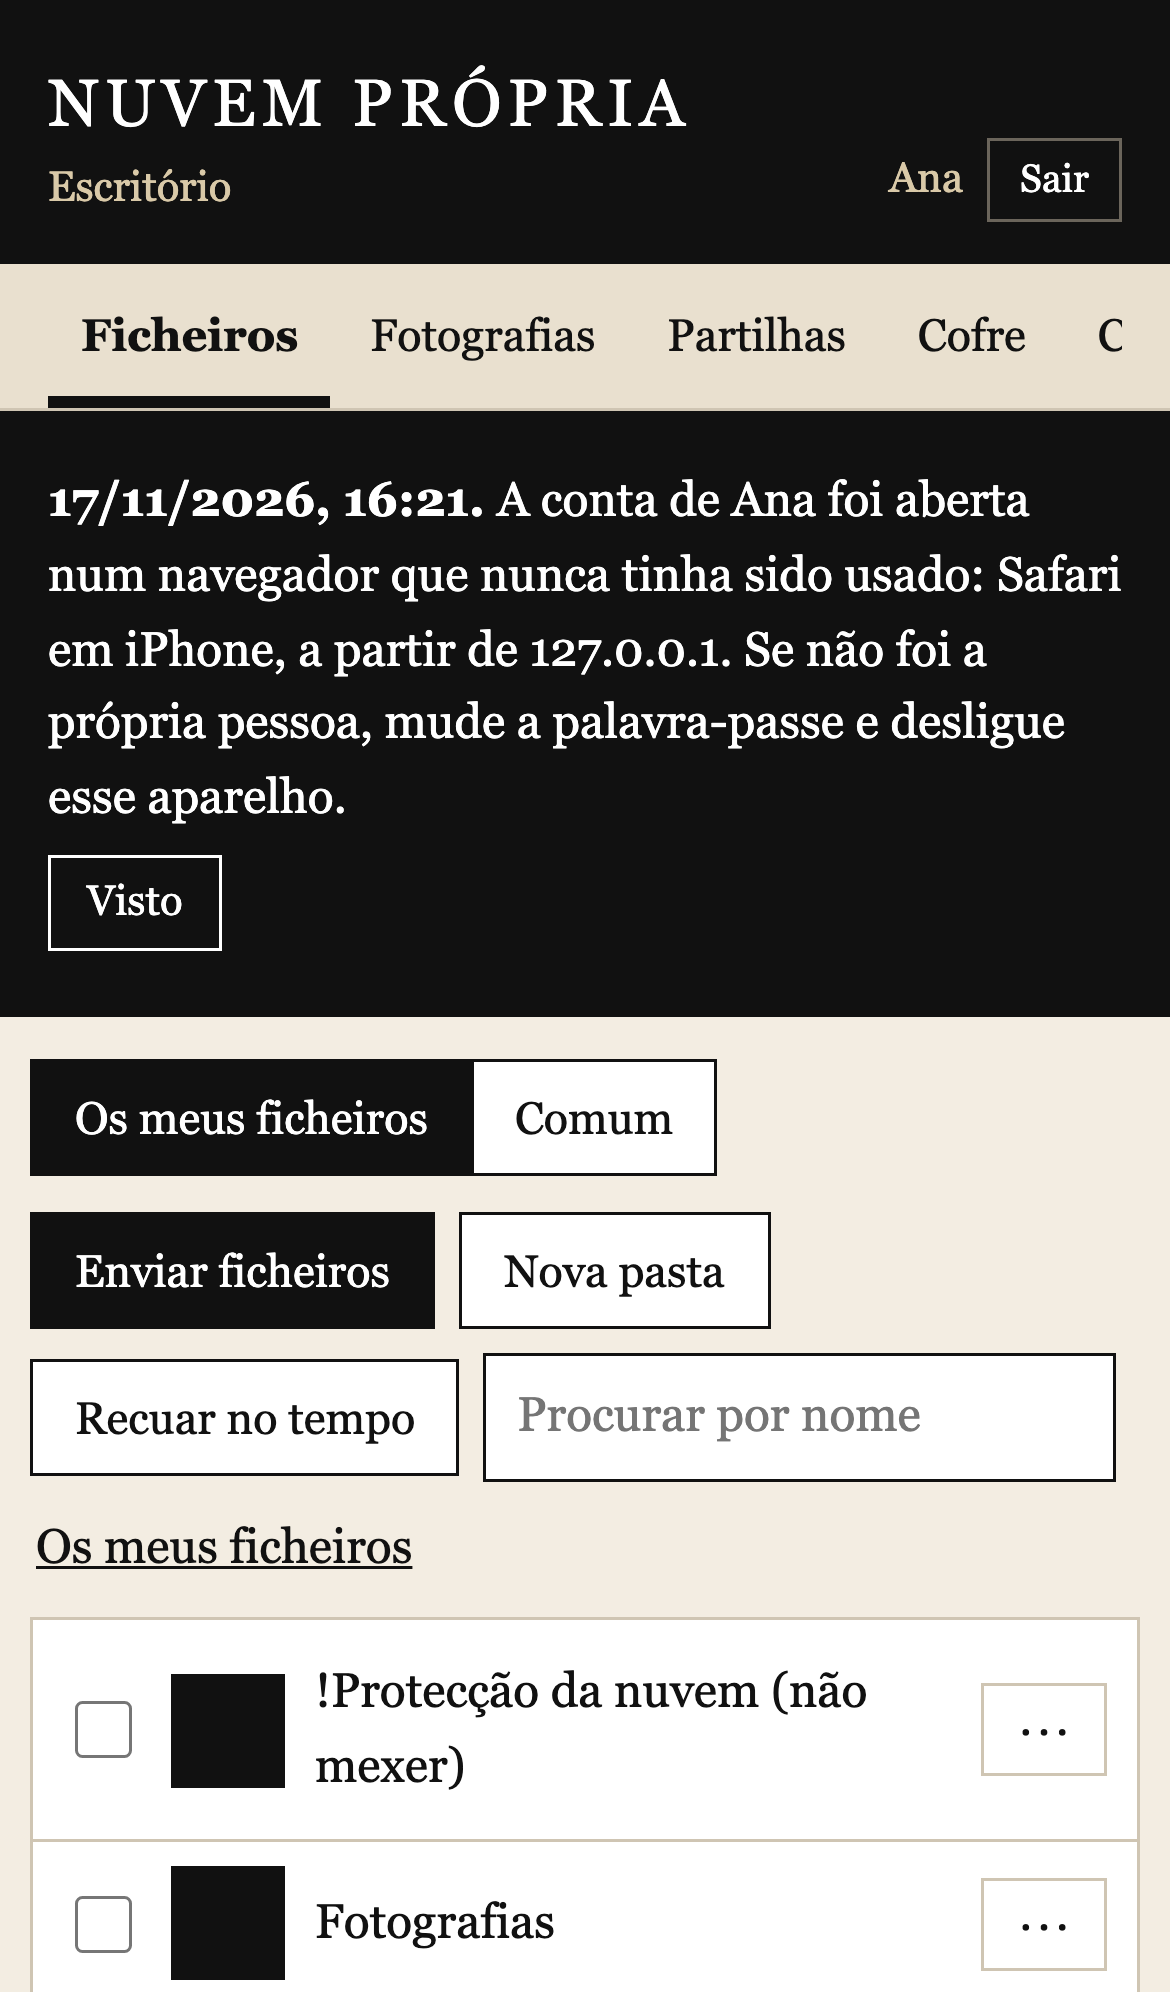 NUVEM PRÓPRIA
Escritório
Ana
Sair
Ficheiros
Fotografias
Partilhas
Cofre
17/11/2026, 16:21. A conta de Ana foi aberta
num navegador que nunca tinha sido usado: Safari
em iPhone, a partir de 127.0.0.1. Se não foi a
própria pessoa, mude a palavra-passe e desligue
esse aparelho.
Visto
Os meus ficheiros
Comum
Enviar ficheiros
Nova pasta
Recuar no tempo
Procurar por nome
Os meus ficheiros
!Protecção da nuvem (não
mexer)
...
Fotografias
...